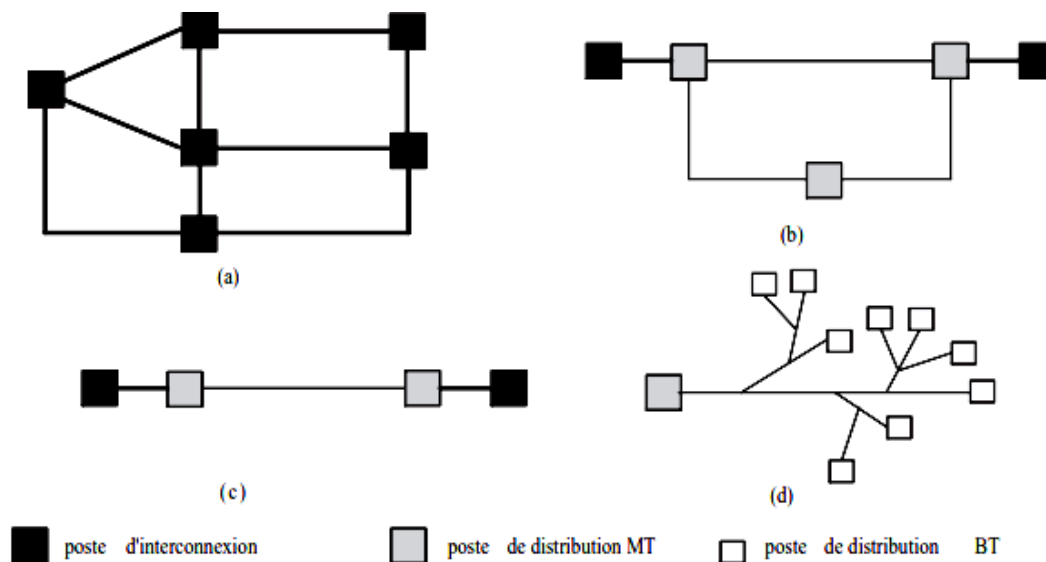 (a)
(b)
(c)
(d)
poste d'interconnexion
poste de distribution MT
poste de distribution BT